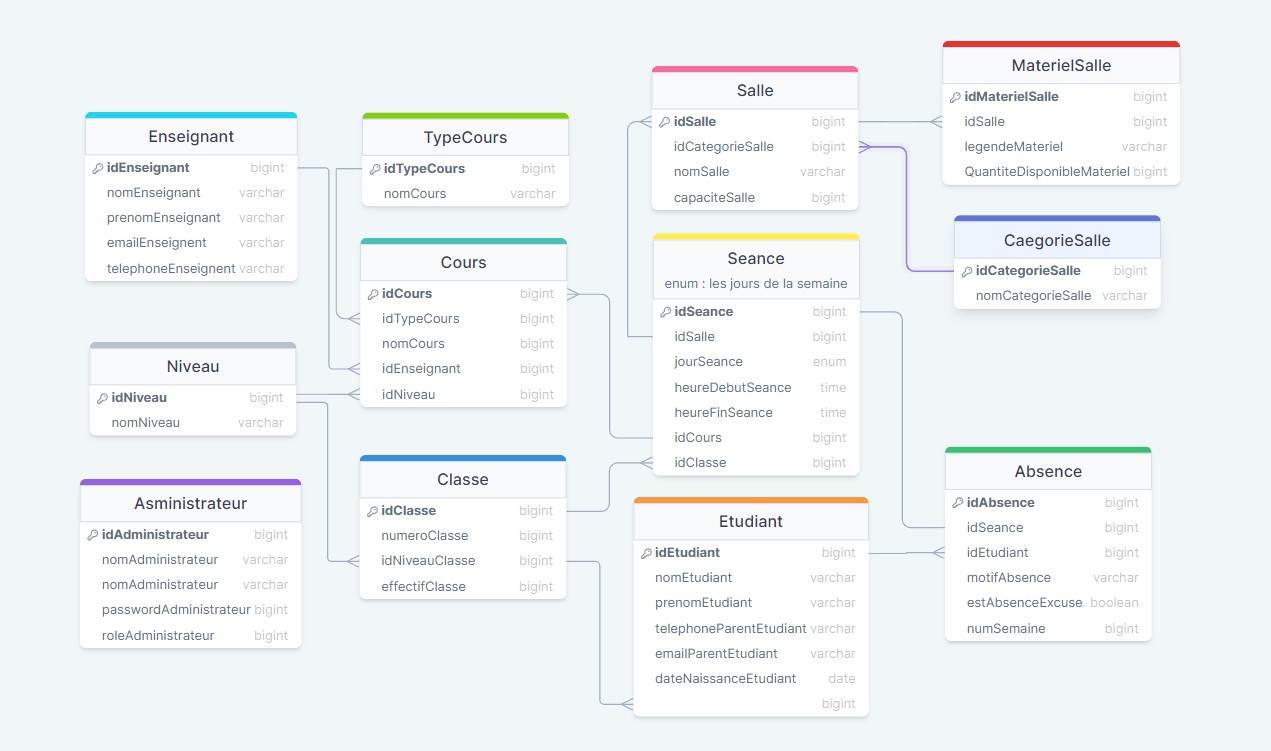 Enseignant
idEnseignant bigint
nomEnseignant varchar
prenomEnseignant varchar
emailEnseignent varchar
telephoneEnseignent varchar
TypeCours
idTypeCours bigint
nomCours varchar
Cours
idCours bigint
idTypeCours bigint
nomCours bigint
idEnseignant bigint
idNiveau bigint
Niveau
idNiveau bigint
nomNiveau varchar
Asministrateur
idAdministrateur bigint
nomAdministrateur varchar
nomAdministrateur varchar
passwordAdministrateur bigint
roleAdministrateur bigint
Classe
idClasse bigint
numeroClasse bigint
idNiveauClasse bigint
effectifClasse bigint
Salle
idSalle bigint
idCategorieSalle bigint
nomSalle varchar
capaciteSalle bigint
Seance
enum : les jours de la semaine
idSeance bigint
idSalle bigint
jourSeance enum
heureDebutSeance time
heureFinSeance time
idCours bigint
idClasse bigint
Etudiant
idEtudiant bigint
nomEtudiant varchar
prenomEtudiant varchar
telephoneParentEtudiant varchar
emailParentEtudiant varchar
dateNaissanceEtudiant date
bigint
MaterielSalle
idMaterielSalle bigint
idSalle bigint
legendeMateriel varchar
QuantiteDisponibleMateriel bigint
CaegorieSalle
idCategorieSalle bigint
nomCategorieSalle varchar
Absence
idAbsence bigint
idSeance bigint
idEtudiant bigint
motifAbsence varchar
estAbsenceExcuse boolean
numSemaine bigint